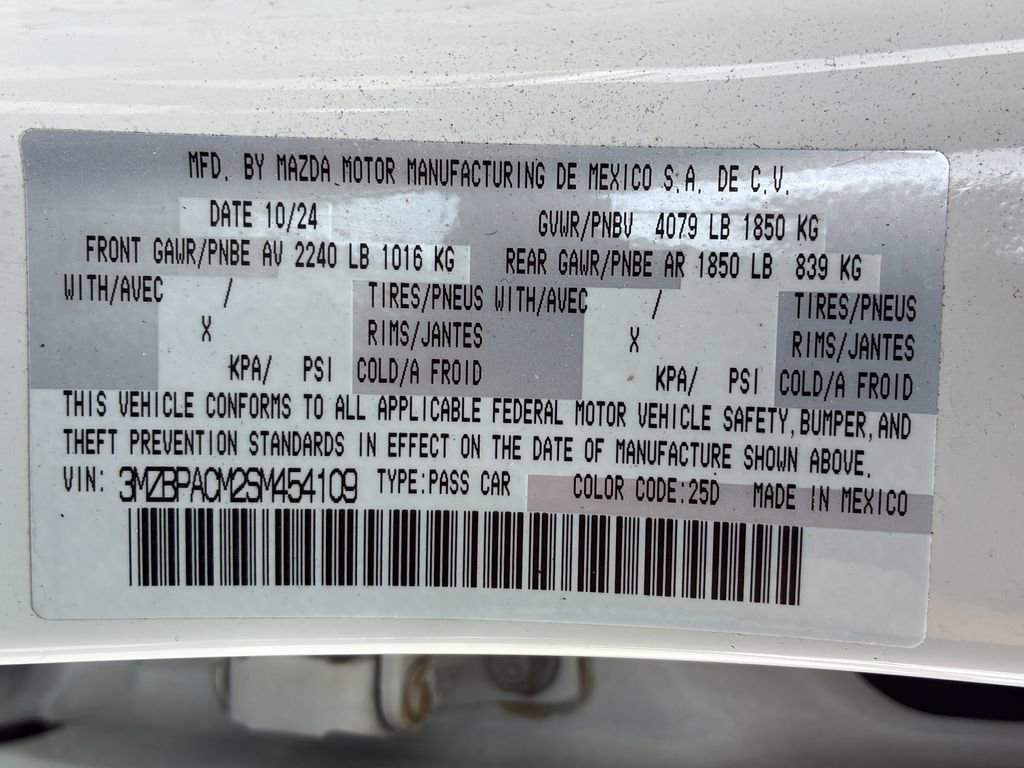 MFD. BY MAZDA MOTOR MANUFACTURING DE MEXICO S.A. DE C.V.
DATE 10/24 GVWR/PNBV 4079 LB 1850 KG
FRONT GAWR/PNBE AV 2240 LB 1016 KG REAR GAWR/PNBE AR 1850 LB 839 KG
WITH/AVEC / TIRES/PNEUS WITH/AVEC / TIRES/PNEUS
X RIMS/JANTES X RIMS/JANTES
KPA/ PSI COLD/A FROID KPA/ PSI COLD/A FROID
THIS VEHICLE CONFORMS TO ALL APPLICABLE FEDERAL MOTOR VEHICLE SAFETY, BUMPER, AND
THEFT PREVENTION STANDARDS IN EFFECT ON THE DATE OF MANUFACTURE SHOWN ABOVE.
VIN: 3MZBPACM2SM454109 TYPE:PASS CAR COLOR CODE:25D MADE IN MEXICO